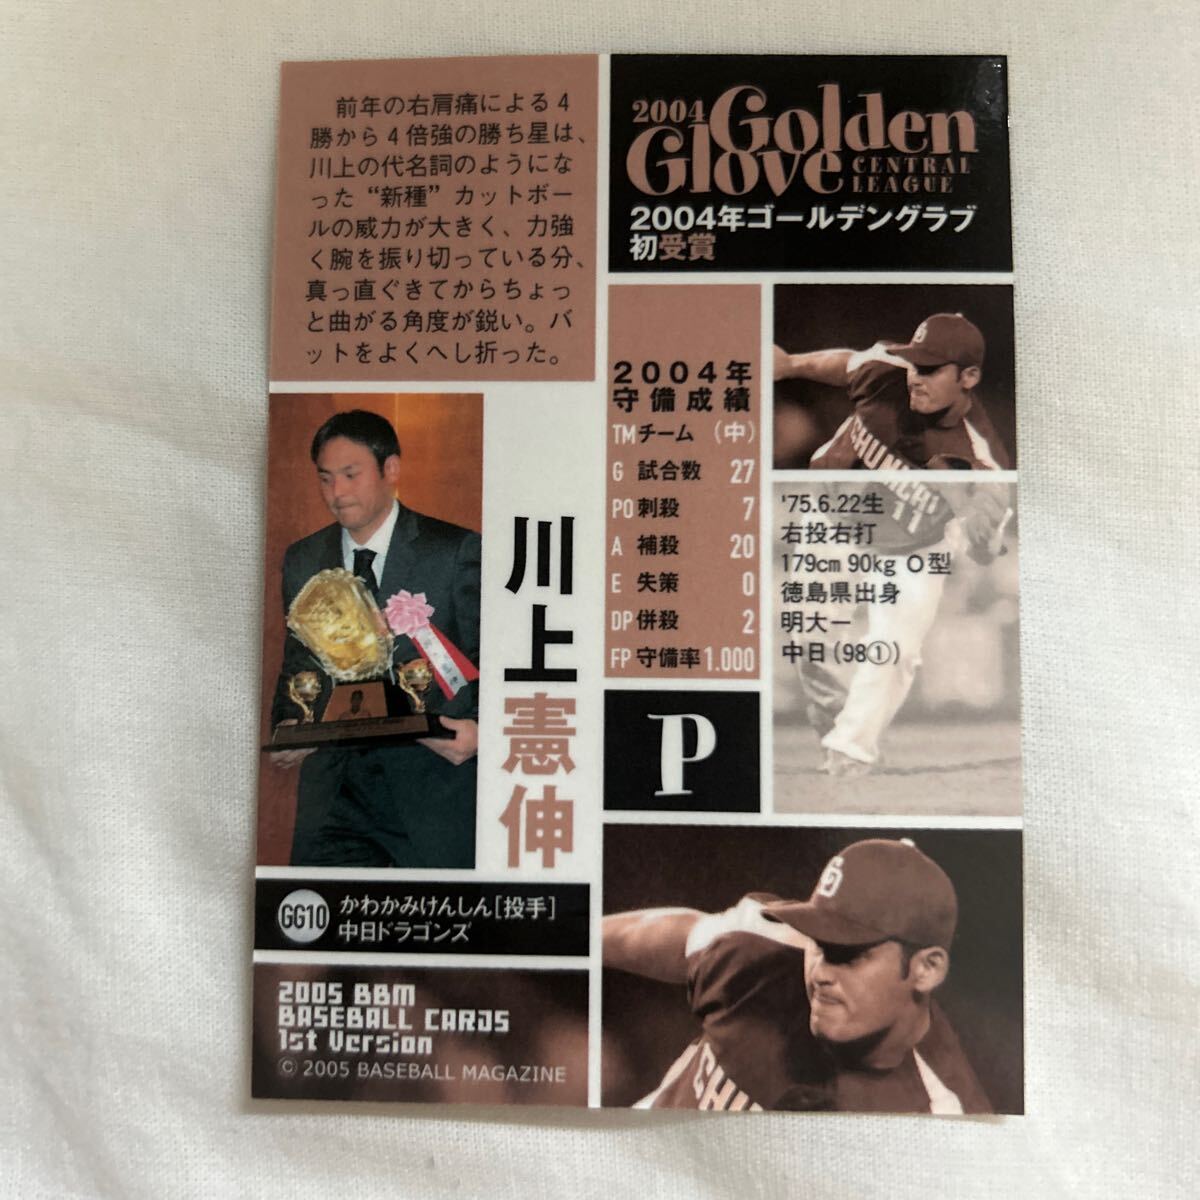 前年の右肩痛による4
勝から4倍強の勝ち星は、
川上の代名詞のようにな
った“新種”カットボー
ルの威力が大きく、力強
く腕を振り切っている分、
真っ直ぐきてからちょっ
と曲がる角度が鋭い。バ
ットをよくへし折った。
2004 Golden
Glove CENTRAL
LEAGUE
2004年ゴールデングラブ
初受賞
2004年
守備成績
TM チーム (中)
G 試合数 27
PO 刺殺 7
A 補殺 20
E 失策 0
DP 併殺 2
FP 守備率 1.000
P
CHUNICHI
11
'75.6.22生
右投右打
179cm 90kg O型
徳島県出身
明大一
中日(98①)
川上憲伸
GG10
かわかみけんしん[投手]
中日ドラゴンズ
2005 BBM
BASEBALL CARDS
1st Version
© 2005 BASEBALL MAGAZINE